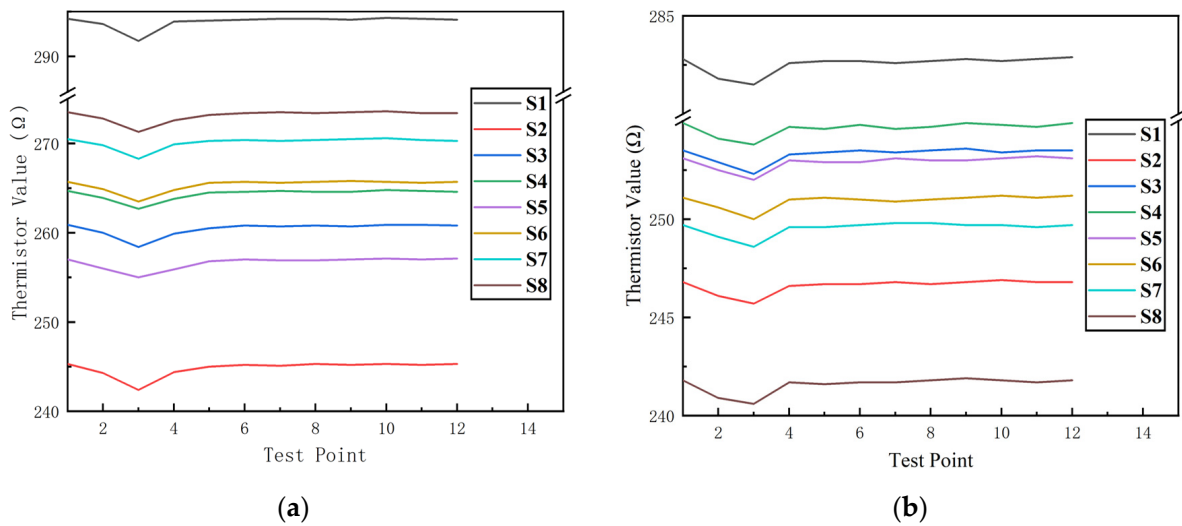 290
270
260
250
240
Thermistor Value (Ω)
S1
S2
S3
S4
S5
S6
S7
S8
2 4 6 8 10 12 14
Test Point
(a)
285
250
245
240
Thermistor Value (Ω)
S1
S2
S3
S4
S5
S6
S7
S8
2 4 6 8 10 12 14
Test Point
(b)